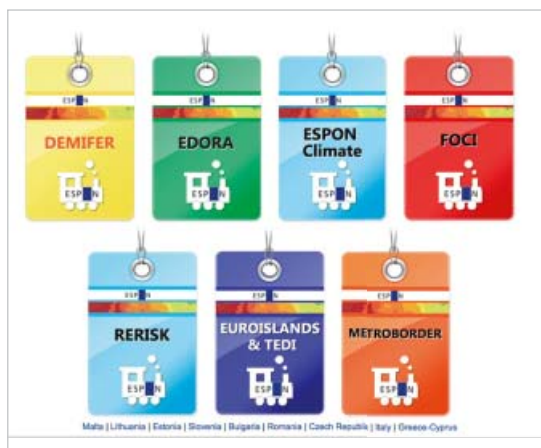 ESPON
ESPON
ESPON
ESPON
DEMIFER
EDORA
ESPON
Climate
FOCI
ESPON
ESPON
ESPON
ESPON
ESPON
ESPON
ESPON
RERISK
EUROISLANDS
& TEDI
METROBORDER
ESPON
ESPON
ESPON
Malta | Lithuania | Estonia | Slovenia | Bulgaria | Romania | Czech Republik | Italy | Greece-Cyprus